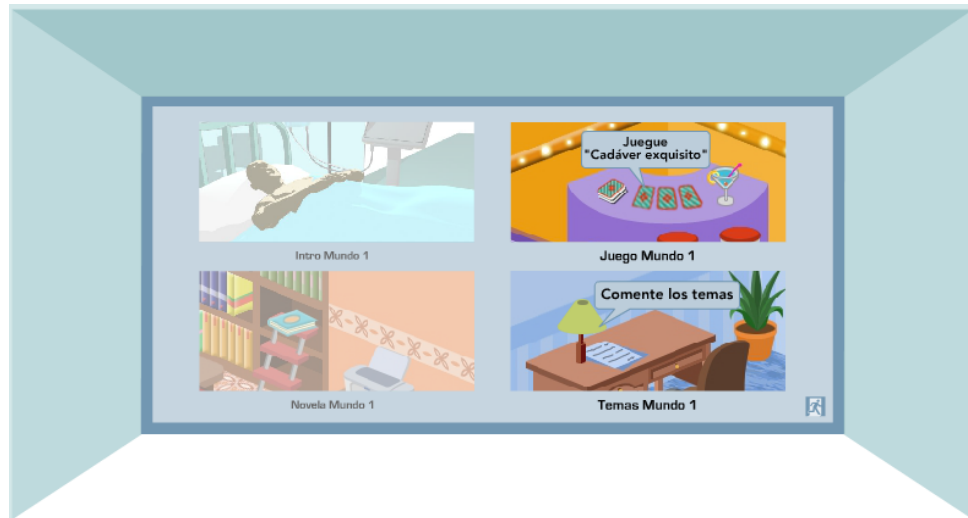 Juegue
"Cadáver exquisito"
Intro Mundo 1
Juego Mundo 1
Comente los temas
Novela Mundo 1
Temas Mundo 1